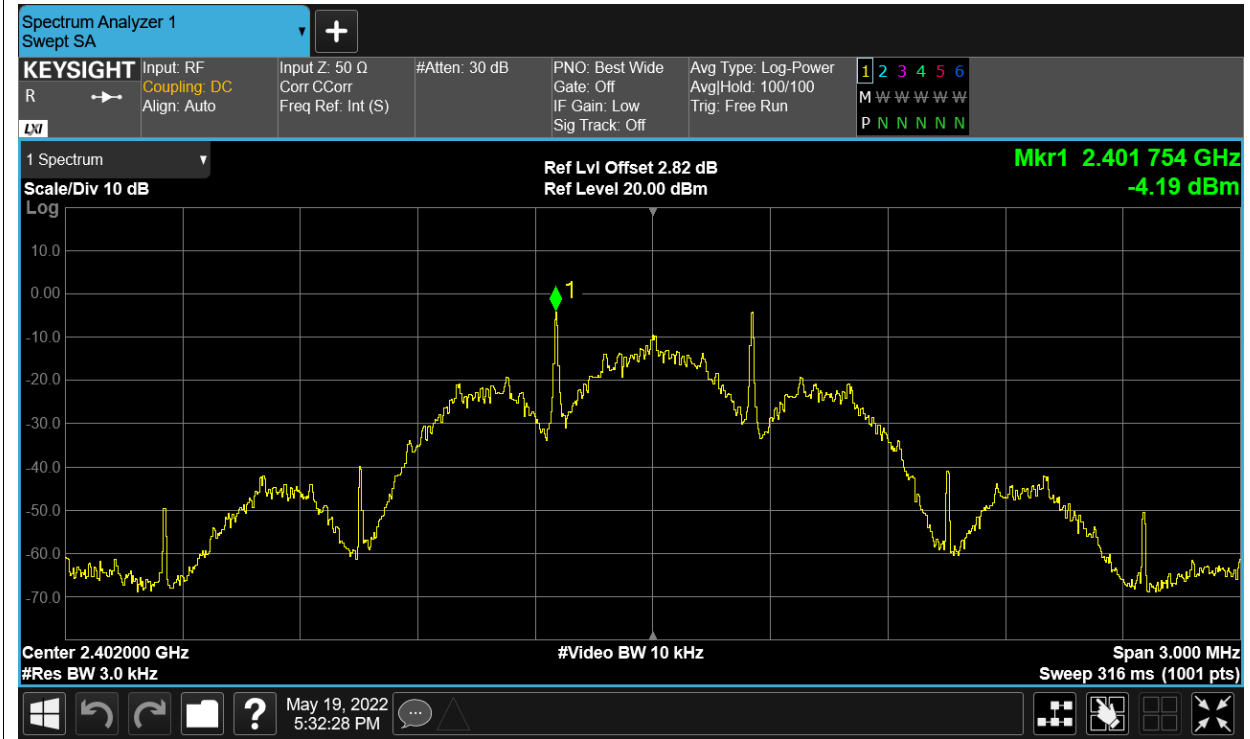 Spectrum Analyzer 1
Swept SA
+
KEYSIGHT
R
LXI
Input: RF
Coupling: DC
Align: Auto
Input Z: 50 Ω
Corr CCorr
Freq Ref: Int (S)
#Atten: 30 dB
PNO: Best Wide
Gate: Off
IF Gain: Low
Sig Track: Off
Avg Type: Log-Power
Avg|Hold: 100/100
Trig: Free Run
1 2 3 4 5 6
M W W W W W W
P N N N N N N
1 Spectrum
Scale/Div 10 dB
Log
Ref Lvl Offset 2.82 dB
Ref Level 20.00 dBm
Mkr1 2.401 754 GHz
-4.19 dBm
10.0
0.00
-10.0
-20.0
-30.0
-40.0
-50.0
-60.0
-70.0
1
Center 2.402000 GHz
#Res BW 3.0 kHz
#Video BW 10 kHz
Span 3.000 MHz
Sweep 316 ms (1001 pts)
?
May 19, 2022
5:32:28 PM